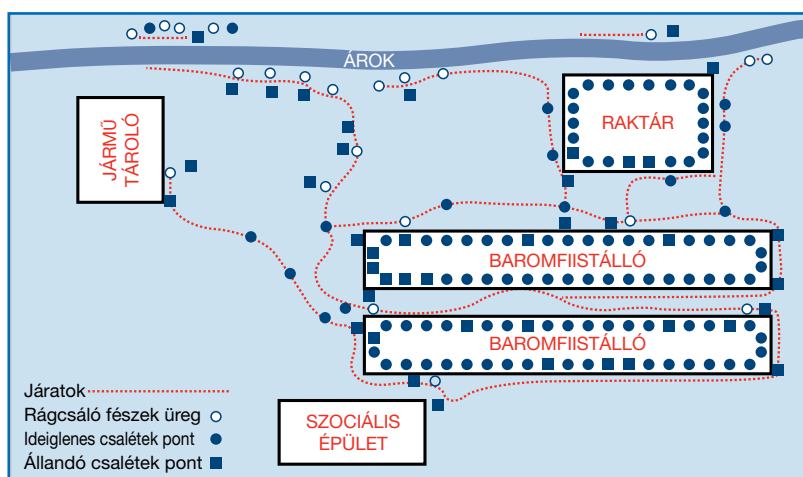 ÁROK
JÁRMŰ
TÁROLÓ
RAKTÁR
BAROMFIISTÁLLÓ
BAROMFIISTÁLLÓ
SZOCIÁLIS
ÉPÜLET
Járatok
Rágcsáló fészek üreg
Ideiglenes csalétek pont
Állandó csalétek pont